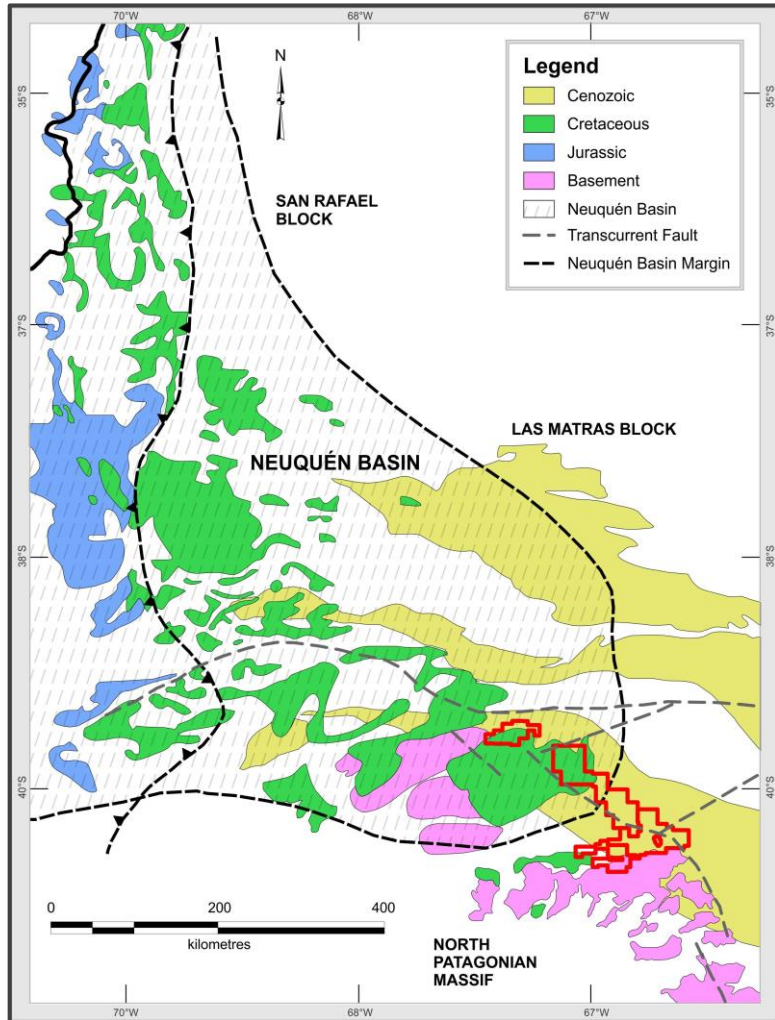 70°W
68°W
67°W
35°S
35°S
N
Legend
Cenozoic
Cretaceous
Jurassic
Basement
Neuquén Basin
Transcurrent Fault
Neuquén Basin Margin
SAN RAFAEL
BLOCK
37°S
37°S
LAS MATRAS BLOCK
NEUQUÉN BASIN
38°S
38°S
40°S
40°S
0
200
400
kilometres
NORTH
PATAGONIAN
MASSIF
70°W
68°W
67°W